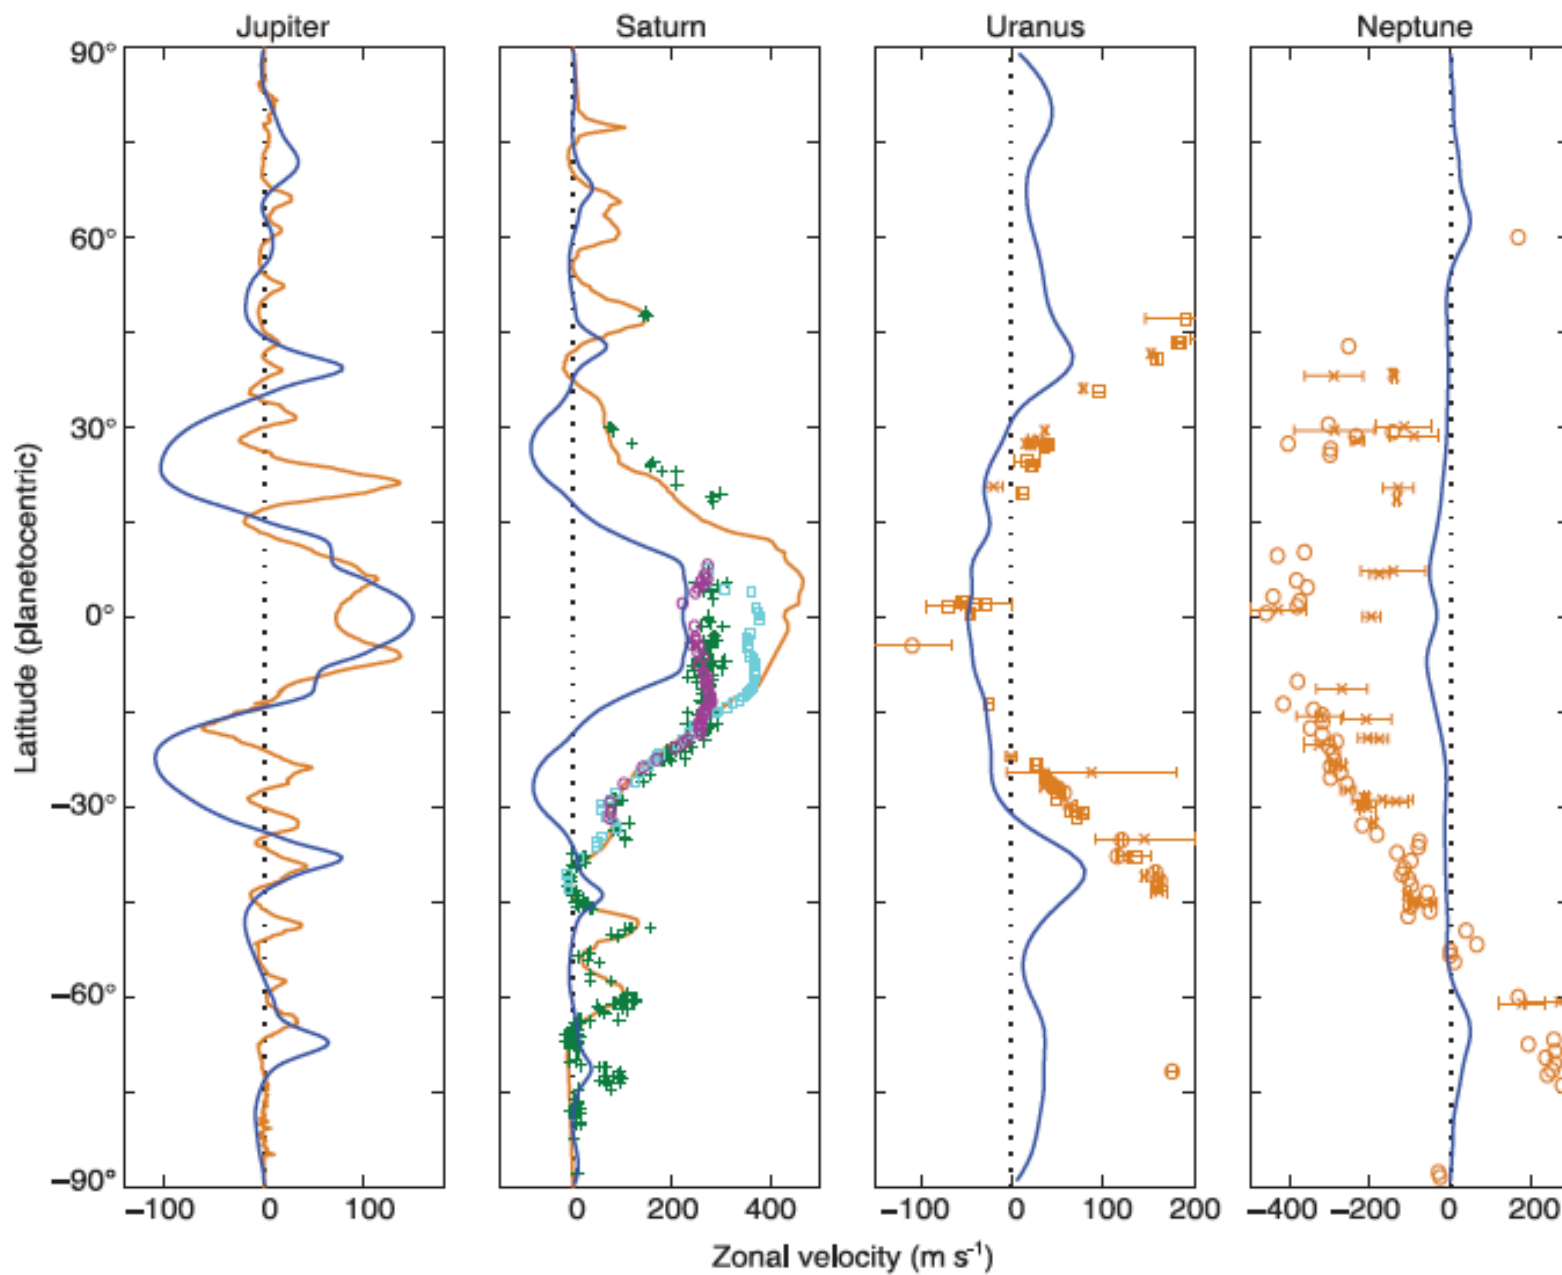 Jupiter Saturn Uranus Neptune
90°
60°
30°
0°
−30°
−60°
−90°
Latitude (planetocentric)
−100 0 100 0 200 400 −100 0 100 200 −400 −200 0 200
Zonal velocity (m s⁻¹)